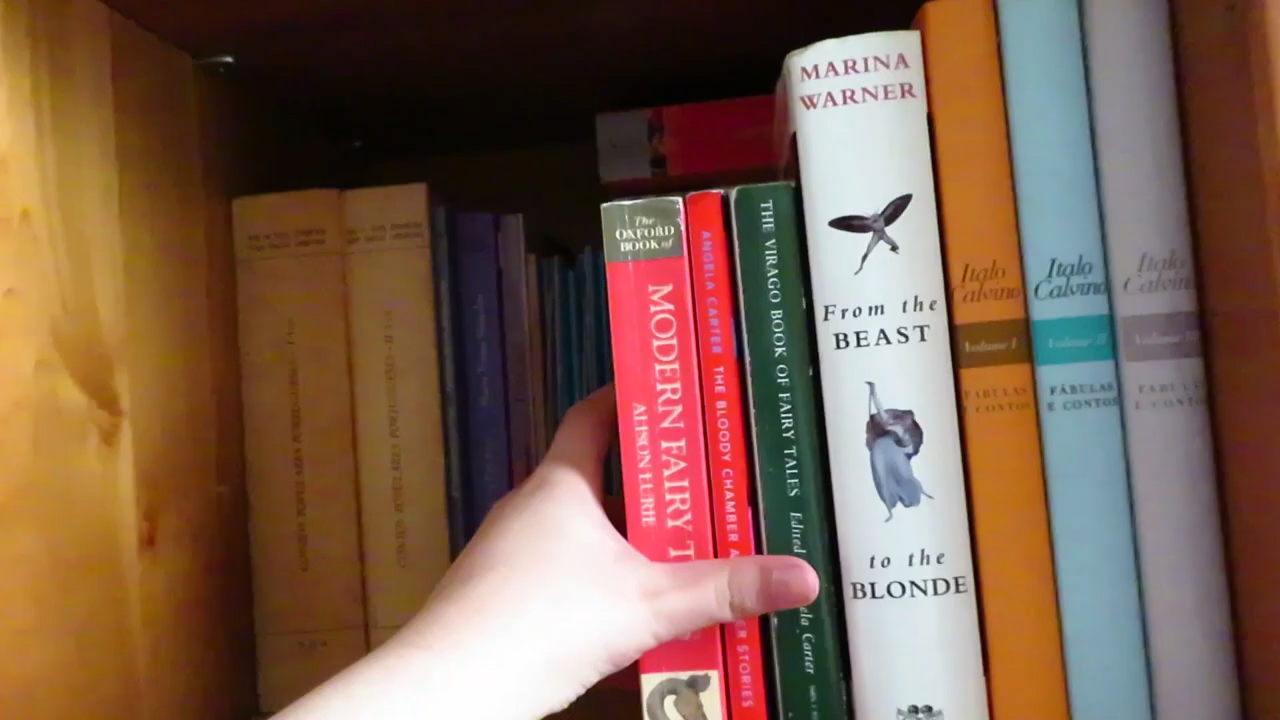 The
OXFORD
BOOK of
MODERN FAIRY T
ALISON LURIE
ANGELA CARTER THE BLOODY CHAMBER A
ER STORIES
THE VIRAGO BOOK OF FAIRY TALES Edited
ela Carter
MARINA
WARNER
From the
BEAST
to the
BLONDE
Italo
Calvino
Volume I
FÁBULAS
E CONTOS
Italo
Calvino
Volume II
FÁBULAS
E CONTOS
Italo
Calvino
Volume III
FÁBULAS
E CONTOS